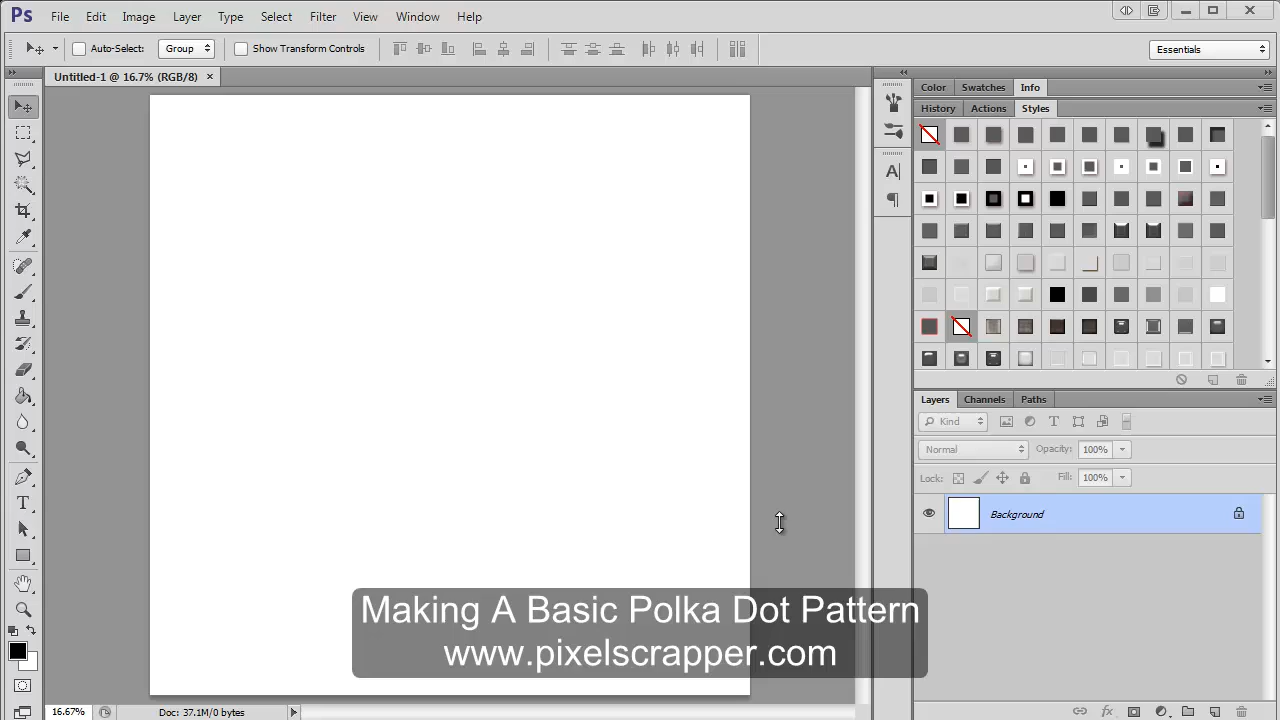 Ps File Edit Image Layer Type Select Filter View Window Help
Auto-Select: Group Show Transform Controls Essentials
Untitled-1 @ 16.7% (RGB/8) ×
Color Swatches Info
History Actions Styles
Layers Channels Paths
Kind
Normal Opacity: 100%
Lock: Fill: 100%
Background
Making A Basic Polka Dot Pattern
www.pixelscrapper.com
16.67% Doc: 37.1M/0 bytes